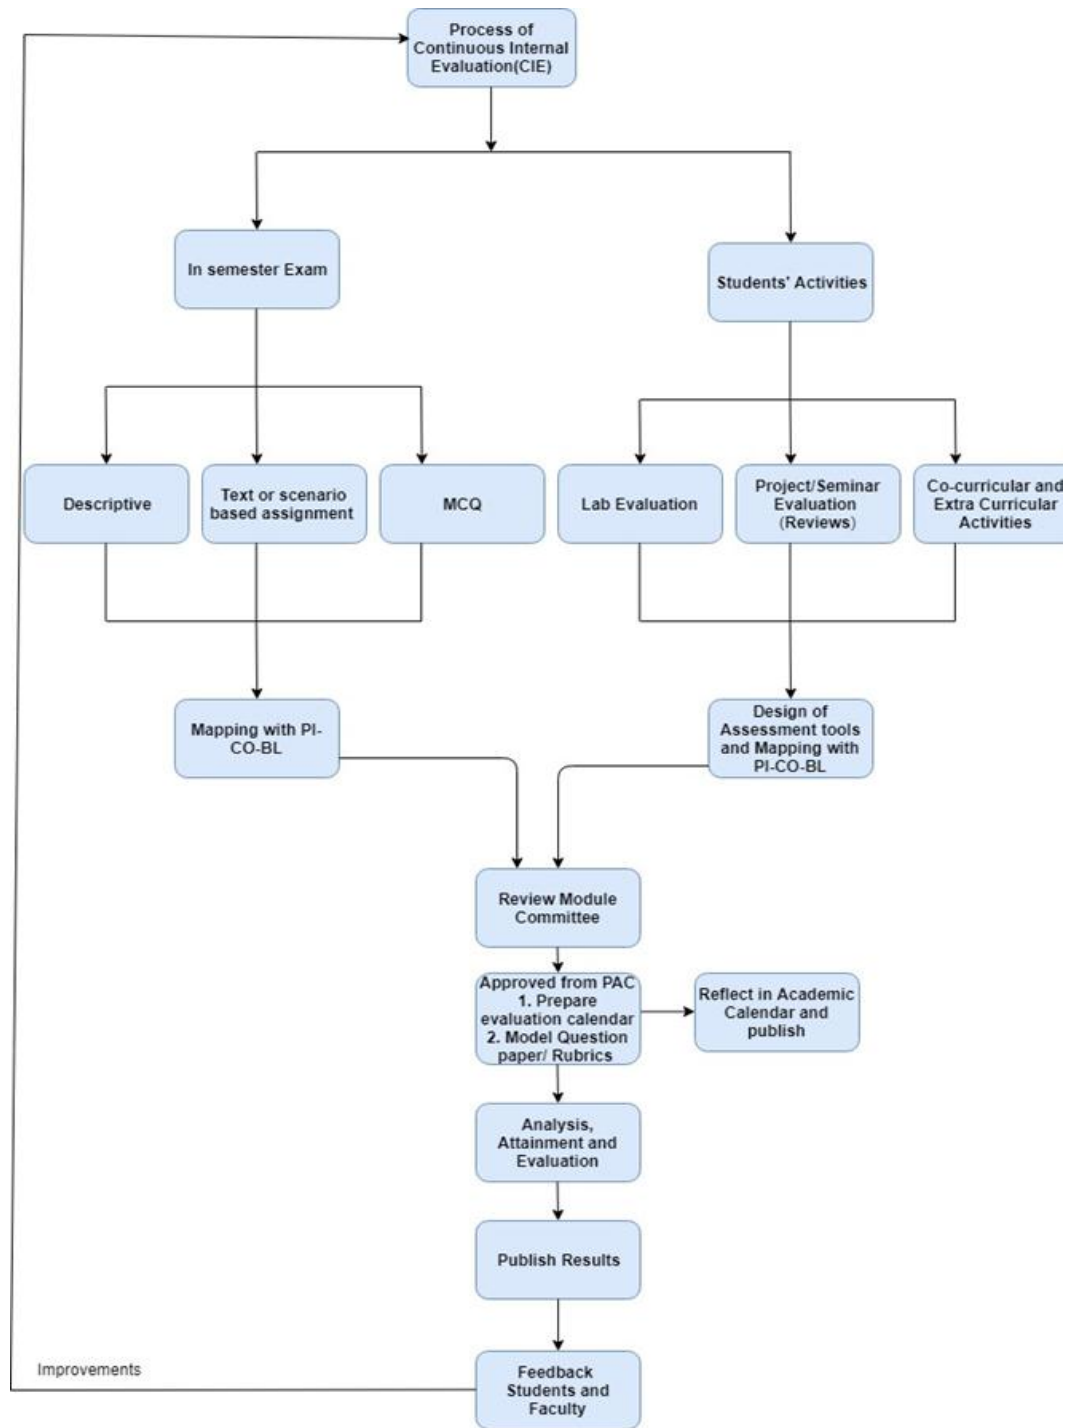 Process of
Continuous Internal
Evaluation(CIE)
In semester Exam
Students' Activities
Descriptive
Text or scenario
based assignment
MCQ
Lab Evaluation
Project/Seminar
Evaluation
(Reviews)
Co-curricular and
Extra Curricular
Activities
Mapping with PI-
CO-BL
Design of
Assessment tools
and Mapping with
PI-CO-BL
Review Module
Committee
Approved from PAC
1. Prepare
evaluation calendar
2. Model Question
paper/ Rubrics
Reflect in Academic
Calendar and
publish
Analysis,
Attainment and
Evaluation
Publish Results
Improvements
Feedback
Students and
Faculty